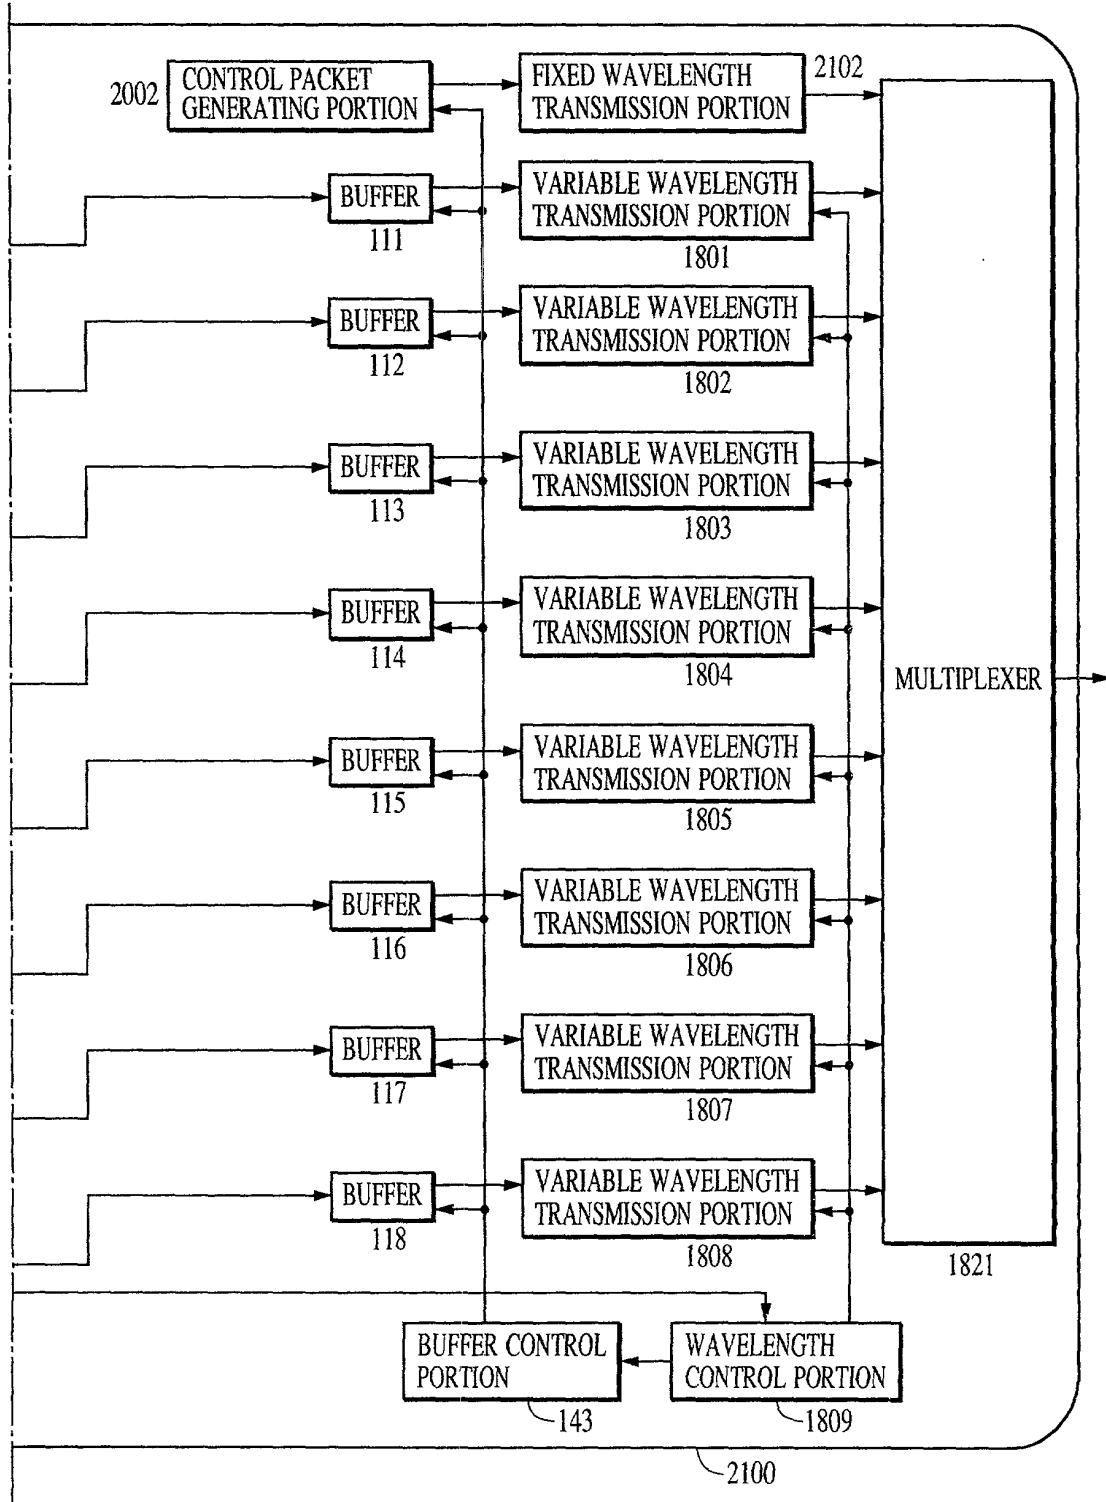 2002
CONTROL PACKET
GENERATING PORTION
FIXED WAVELENGTH
TRANSMISSION PORTION
2102
BUFFER
111
VARIABLE WAVELENGTH
TRANSMISSION PORTION
1801
BUFFER
112
VARIABLE WAVELENGTH
TRANSMISSION PORTION
1802
BUFFER
113
VARIABLE WAVELENGTH
TRANSMISSION PORTION
1803
BUFFER
114
VARIABLE WAVELENGTH
TRANSMISSION PORTION
1804
MULTIPLEXER
BUFFER
115
VARIABLE WAVELENGTH
TRANSMISSION PORTION
1805
BUFFER
116
VARIABLE WAVELENGTH
TRANSMISSION PORTION
1806
BUFFER
117
VARIABLE WAVELENGTH
TRANSMISSION PORTION
1807
BUFFER
118
VARIABLE WAVELENGTH
TRANSMISSION PORTION
1808
1821
BUFFER CONTROL
PORTION
143
WAVELENGTH
CONTROL PORTION
1809
2100